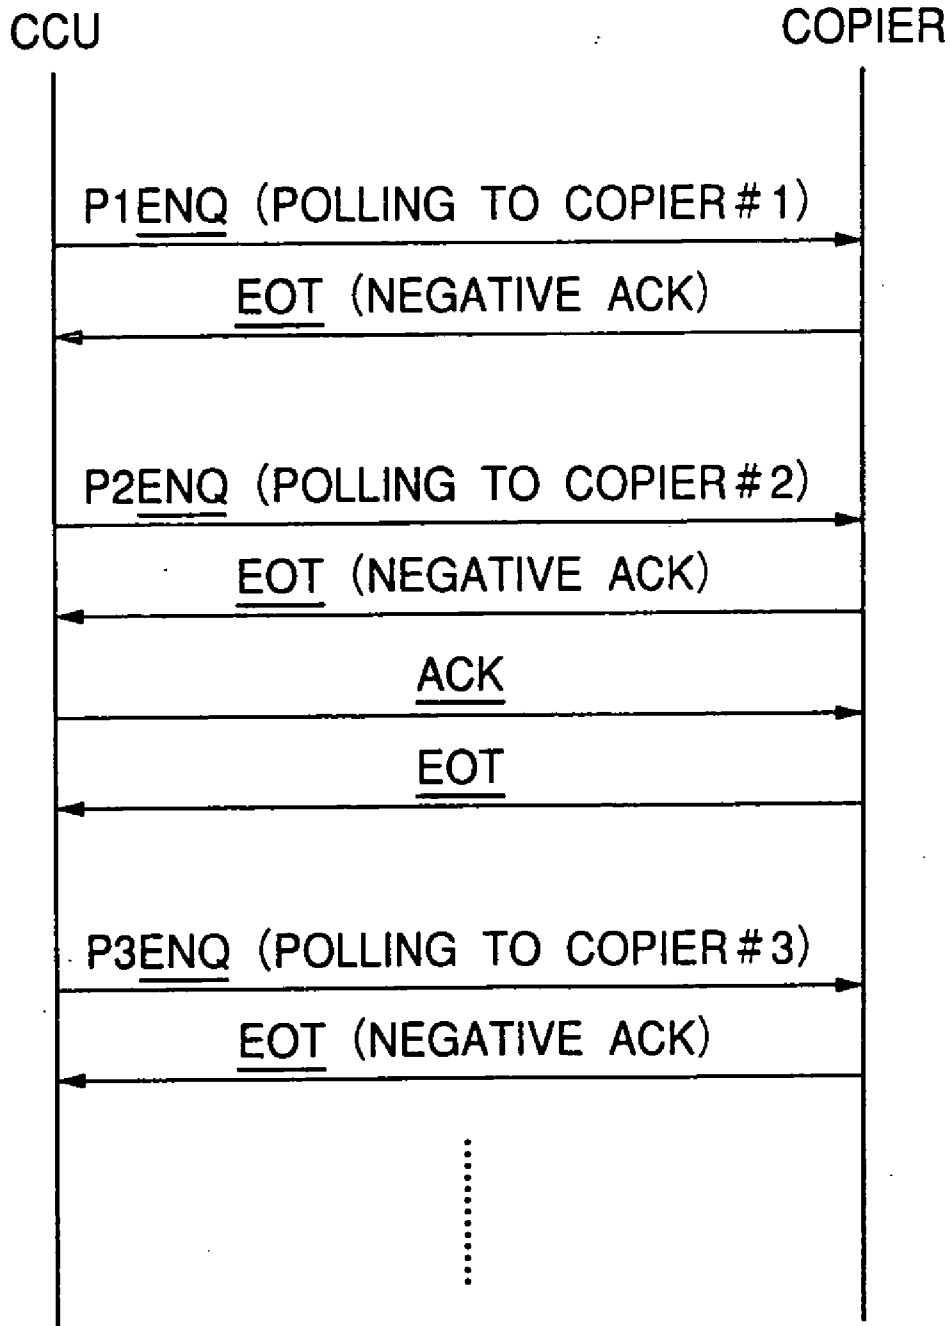 CCU
COPIER
P1ENQ (POLLING TO COPIER#1)
EOT (NEGATIVE ACK)
P2ENQ (POLLING TO COPIER#2)
EOT (NEGATIVE ACK)
ACK
EOT
P3ENQ (POLLING TO COPIER#3)
EOT (NEGATIVE ACK)